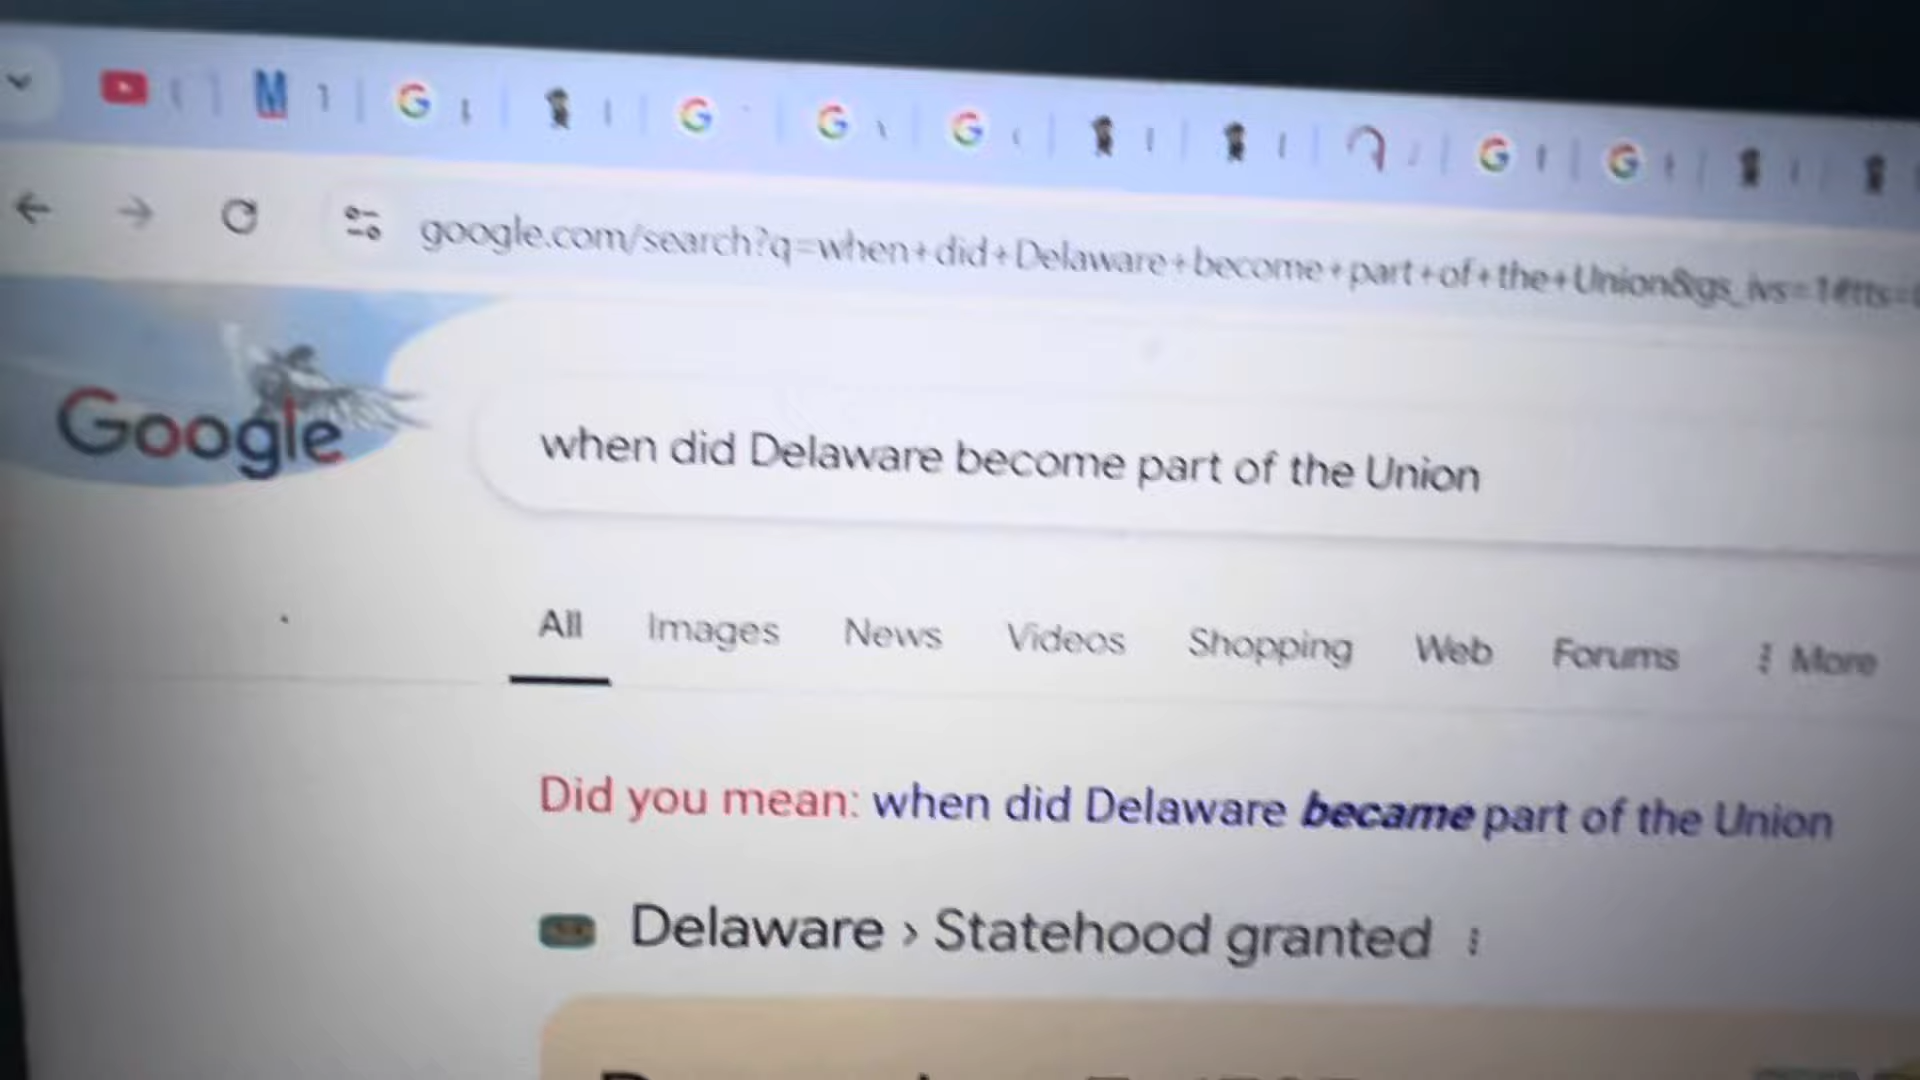 google.com/search?q=when+did+Delaware+become+part+of+the+Union&gs_ivs=1#tts=
Google
when did Delaware become part of the Union
All Images News Videos Shopping Web Forums More
Did you mean: when did Delaware became part of the Union
Delaware › Statehood granted